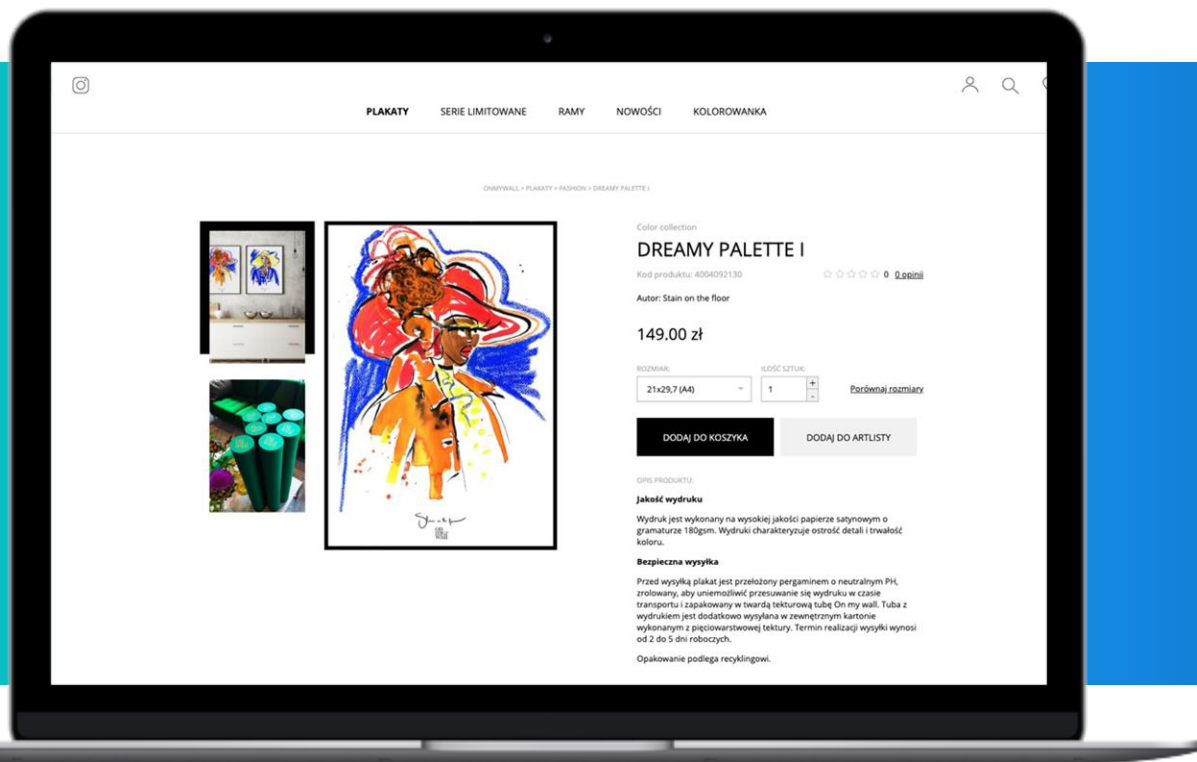 PLAKATY SERIE LIMITOWANE RAMY NOWOŚCI KOLOROWANKA
ONMYWALL > PLAKATY > FASHION > DREAMY PALETTE I
Color collection
DREAMY PALETTE I
Kod produktu: 4004092130 0 0 opinii
Autor: Stain on the floor
149.00 zł
ROZMIAR: ILOŚĆ SZTUK:
21x29,7 (A4) 1 + - Porównaj rozmiary
DODAJ DO KOSZYKA DODAJ DO ARTLISTY
OPIS PRODUKTU:
Jakość wydruku
Wydruk jest wykonany na wysokiej jakości papierze satynowym o
gramaturze 180gsm. Wydruki charakteryzuje ostrość detali i trwałość
koloru.
Bezpieczna wysyłka
Przed wysyłką plakat jest przełożony pergaminem o neutralnym PH,
zrolowany, aby uniemożliwić przesuwanie się wydruku w czasie
transportu i zapakowany w twardą tekturową tubę On my wall. Tuba z
wydrukiem jest dodatkowo wysyłana w zewnętrznym kartonie
wykonanym z pięciowarstwowej tektury. Termin realizacji wysyłki wynosi
od 2 do 5 dni roboczych.
Opakowanie podlega recyklingowi.